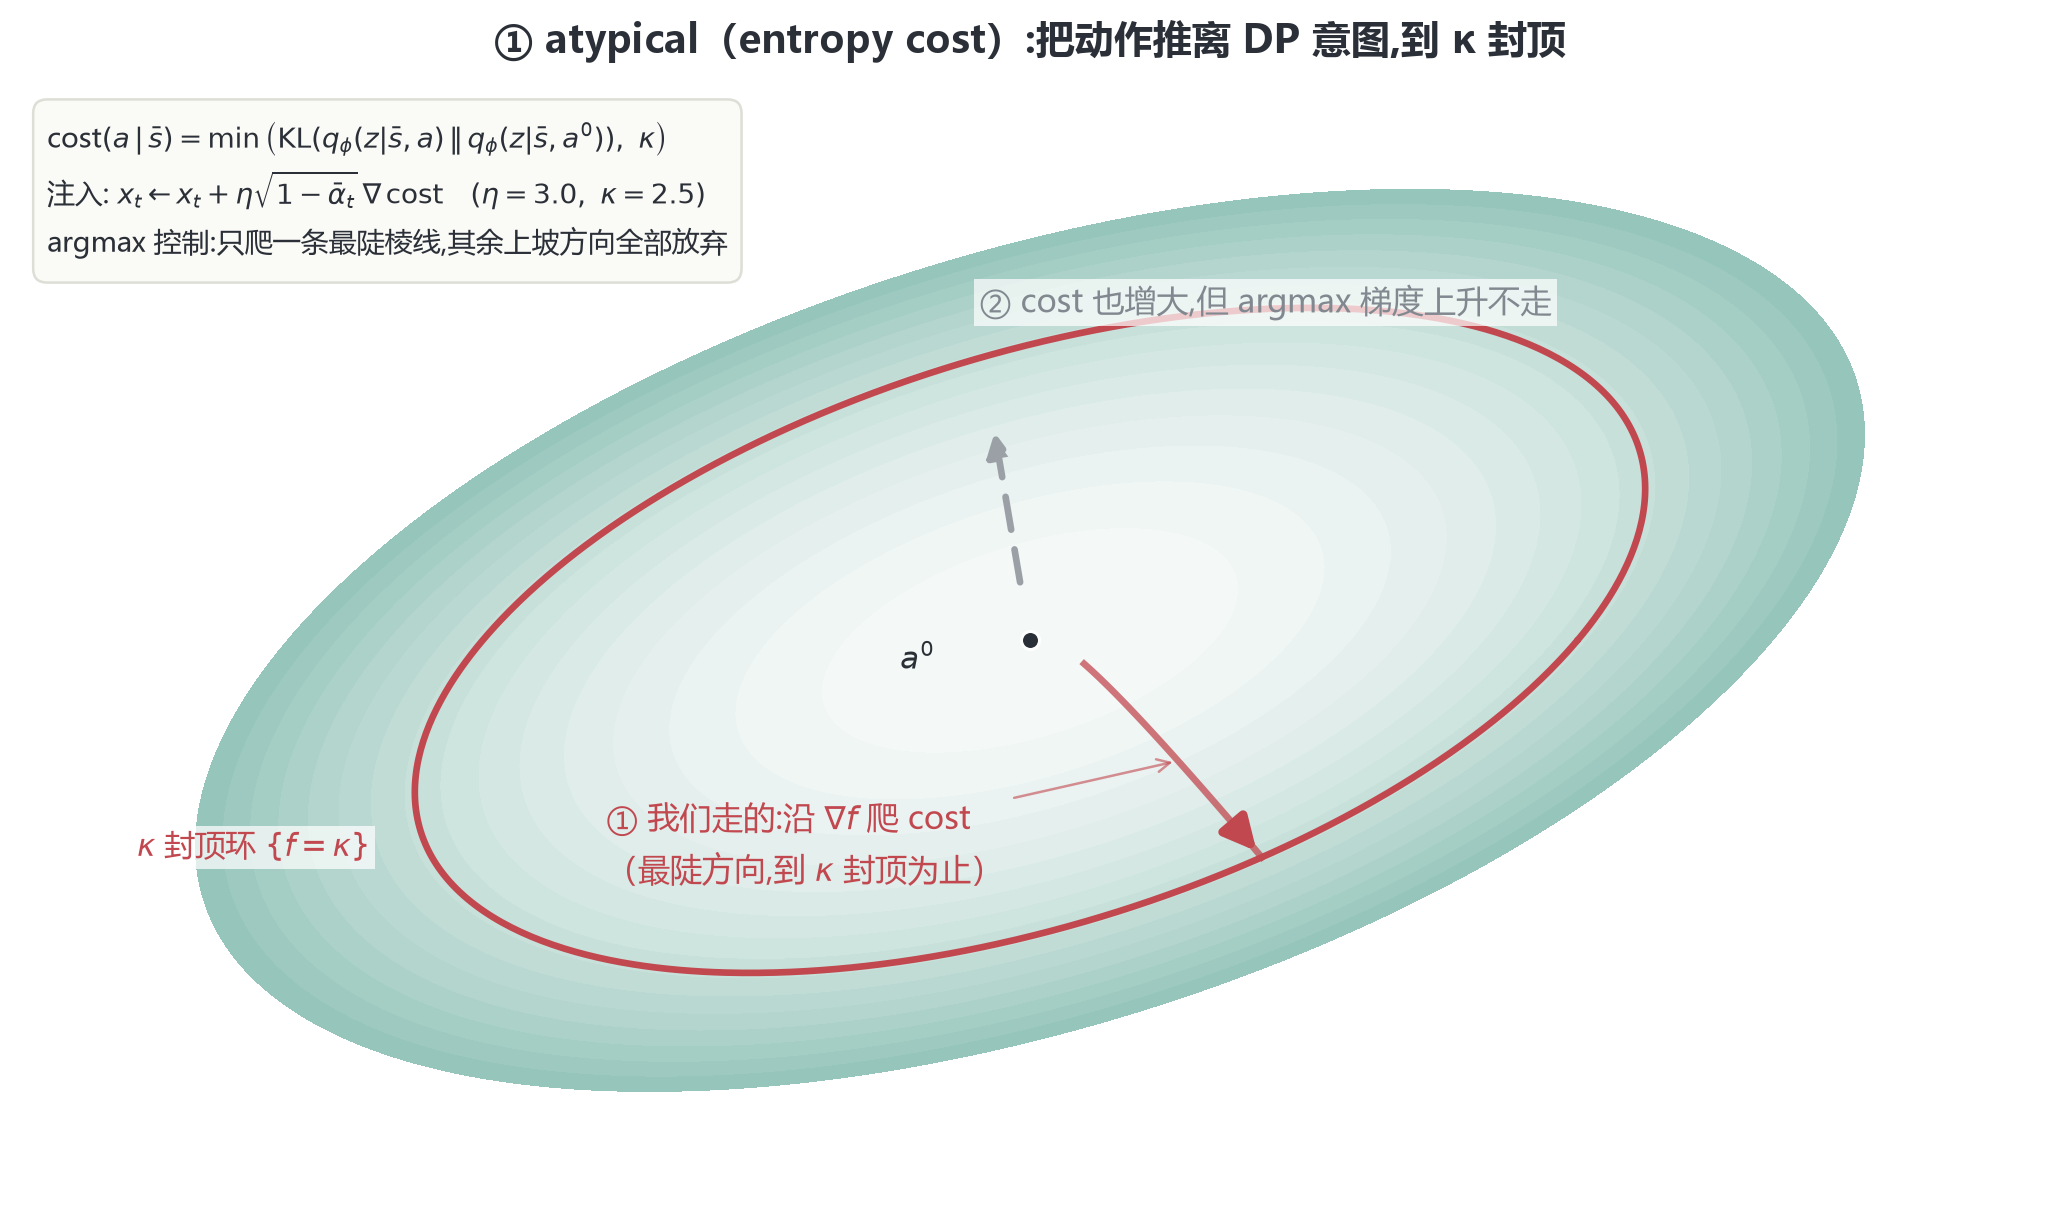 ① atypical（entropy cost）:把动作推离 DP 意图,到 κ 封顶
cost(a | s̄) = min (KL(q_ϕ(z|s̄, a) ∥ q_ϕ(z|s̄, a⁰)), κ)
注入: x_t ← x_t + η√(1 − ᾱ_t) ∇ cost (η = 3.0, κ = 2.5)
argmax 控制:只爬一条最陡棱线,其余上坡方向全部放弃
② cost 也增大,但 argmax 梯度上升不走
a⁰
① 我们走的:沿 ∇f 爬 cost
（最陡方向,到 κ 封顶为止）
κ 封顶环 {f = κ}